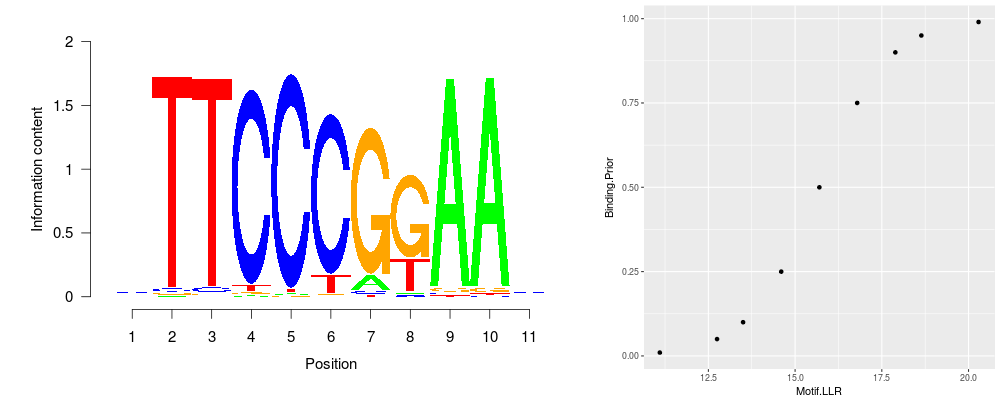 2
1.5
1
0.5
0
Information content
TTCCCGGAA
TAT
1 2 3 4 5 6 7 8 9 10 11
Position
1.00
0.75
0.50
0.25
0.00
Binding.Prior
12.5 15.0 17.5 20.0
Motif.LLR